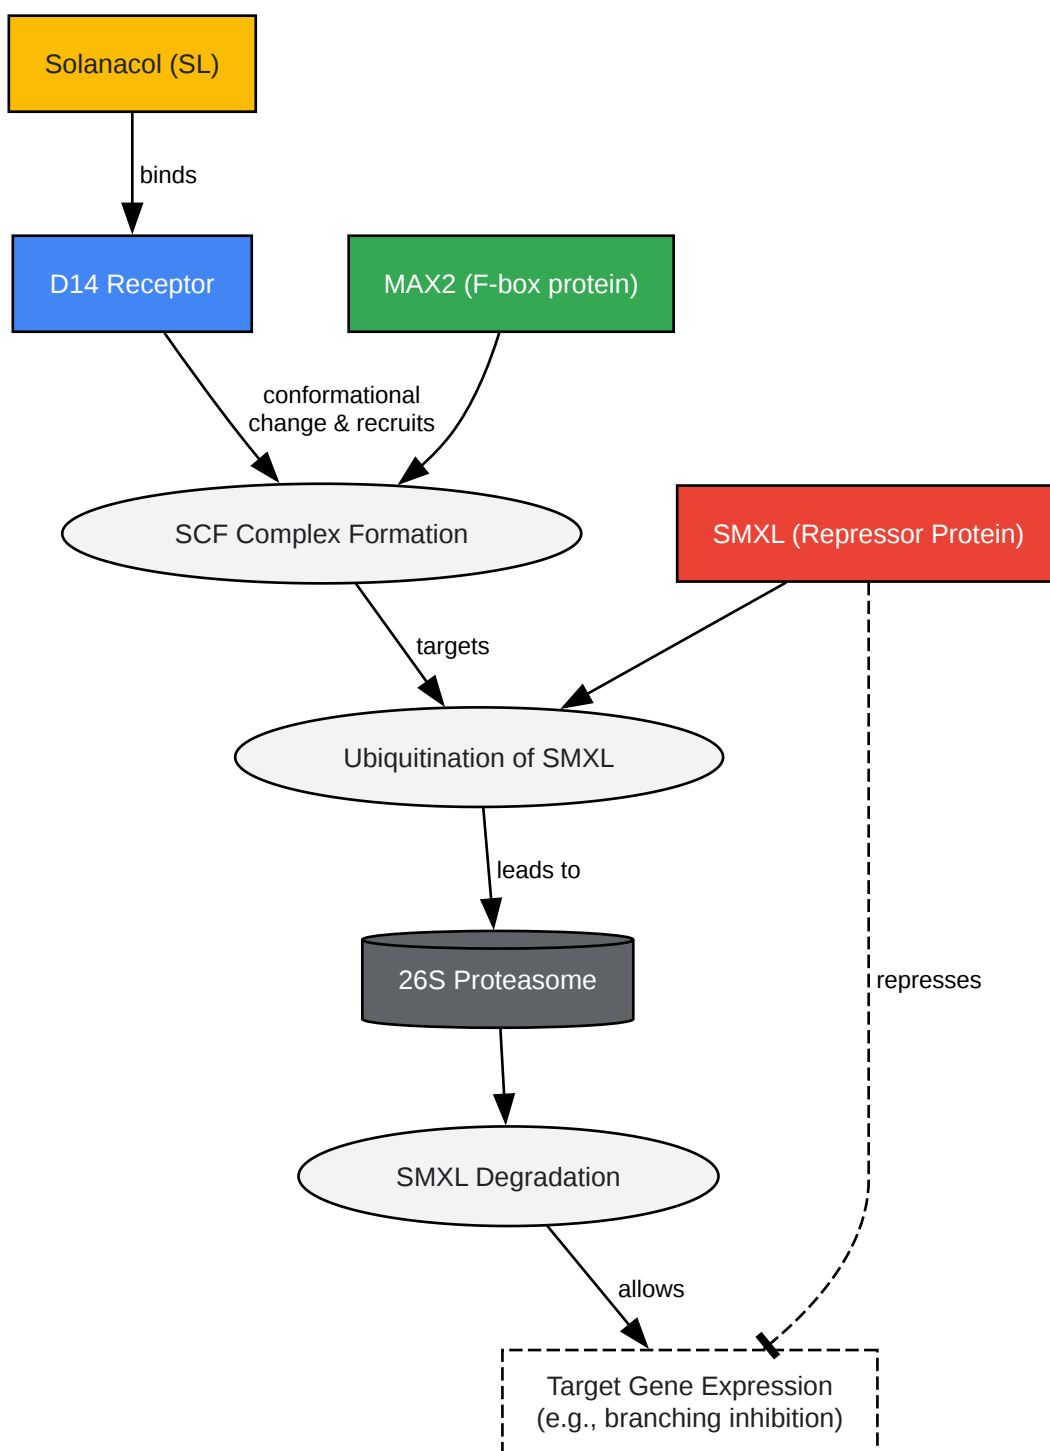 Solanacol (SL)
binds
D14 Receptor
MAX2 (F-box protein)
conformational
change & recruits
SCF Complex Formation
SMXL (Repressor Protein)
targets
Ubiquitination of SMXL
leads to
26S Proteasome
represses
SMXL Degradation
allows
Target Gene Expression
(e.g., branching inhibition)